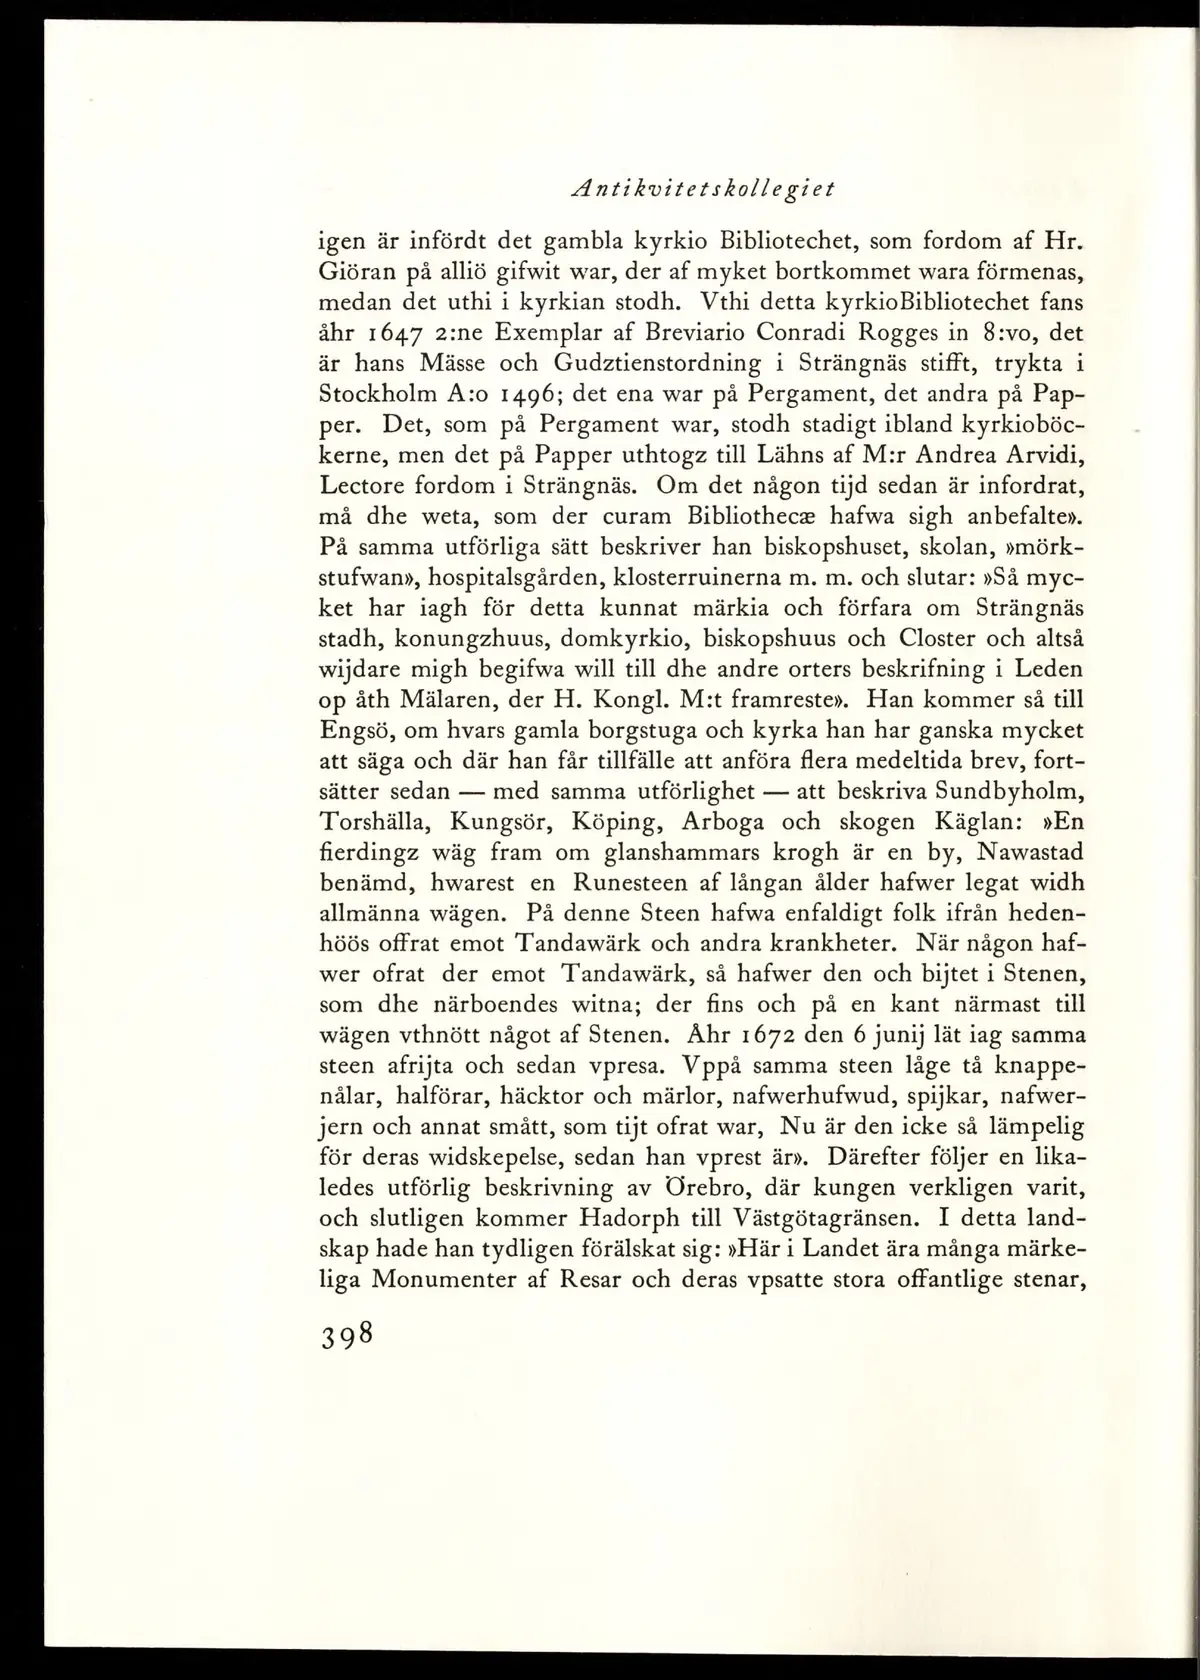 Antikvitetskollegiet
igen är infördt det gambla kyrkio Bibliotechet, som fordom af Hr.
Giöran på alliö gifwit war, der af myket bortkommet wara förmenas,
medan det uthi i kyrkian stodh. Vthi detta kyrkioBibliotechet fans
åhr 1647 2:ne Exemplar af Breviario Conradi Rogges in 8:vo, det
är hans Mässe och Gudztienstordning i Strängnäs stifft, trykta i
Stockholm A:o 1496; det ena war på Pergament, det andra på Pap-
per. Det, som på Pergament war, stodh stadigt ibland kyrkioböc-
kerne, men det på Papper uthtogz till Lähns af M:r Andrea Arvidi,
Lectore fordom i Strängnäs. Om det någon tijd sedan är infordrat,
må dhe weta, som der curam Bibliothecæ hafwa sigh anbefalte».
På samma utförliga sätt beskriver han biskopshuset, skolan, »mörk-
stufwan», hospitalsgården, klosterruinerna m. m. och slutar: »Så myc-
ket har iagh för detta kunnat märkia och förfara om Strängnäs
stadh, konungzhuus, domkyrkio, biskopshuus och Closter och altså
wijdare migh begifwa will till dhe andre orters beskrifning i Leden
op åth Mälaren, der H. Kongl. M:t framreste». Han kommer så till
Engsö, om hvars gamla borgstuga och kyrka han har ganska mycket
att säga och där han får tillfälle att anföra flera medeltida brev, fort-
sätter sedan — med samma utförlighet — att beskriva Sundbyholm,
Torshälla, Kungsör, Köping, Arboga och skogen Käglan: »En
fierdingz wäg fram om glanshammars krogh är en by, Nawastad
benämd, hwarest en Runesteen af långan ålder hafwer legat widh
allmänna wägen. På denne Steen hafwa enfaldigt folk ifrån heden-
höös offrat emot Tandawärk och andra krankheter. När någon haf-
wer ofrat der emot Tandawärk, så hafwer den och bijtet i Stenen,
som dhe närboendes witna; der fins och på en kant närmast till
wägen vthnött något af Stenen. Åhr 1672 den 6 junij lät iag samma
steen afrijta och sedan vpresa. Vppå samma steen låge tå knappe-
nålar, halförar, häcktor och märlor, nafwerhufwud, spijkar, nafwer-
jern och annat smått, som tijt ofrat war, Nu är den icke så lämpelig
för deras widskepelse, sedan han vprest är». Därefter följer en lika-
ledes utförlig beskrivning av Örebro, där kungen verkligen varit,
och slutligen kommer Hadorph till Västgötagränsen. I detta land-
skap hade han tydligen förälskat sig: »Här i Landet ära många märke-
liga Monumenter af Resar och deras vpsatte stora offantlige stenar,
398